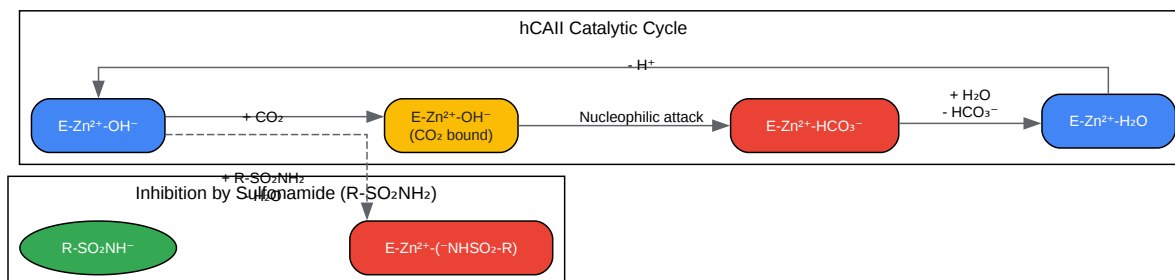 hCAII Catalytic Cycle
- H⁺
E-Zn²⁺-OH⁻
+ CO₂
E-Zn²⁺-OH⁻
(CO₂ bound)
Nucleophilic attack
E-Zn²⁺-HCO₃⁻
+ H₂O
- HCO₃⁻
E-Zn²⁺-H₂O
+ R-SO₂NH₂
- H₂O
Inhibition by Sulfonamide (R-SO₂NH₂)
R-SO₂NH⁻
E-Zn²⁺-(⁻NHSO₂-R)